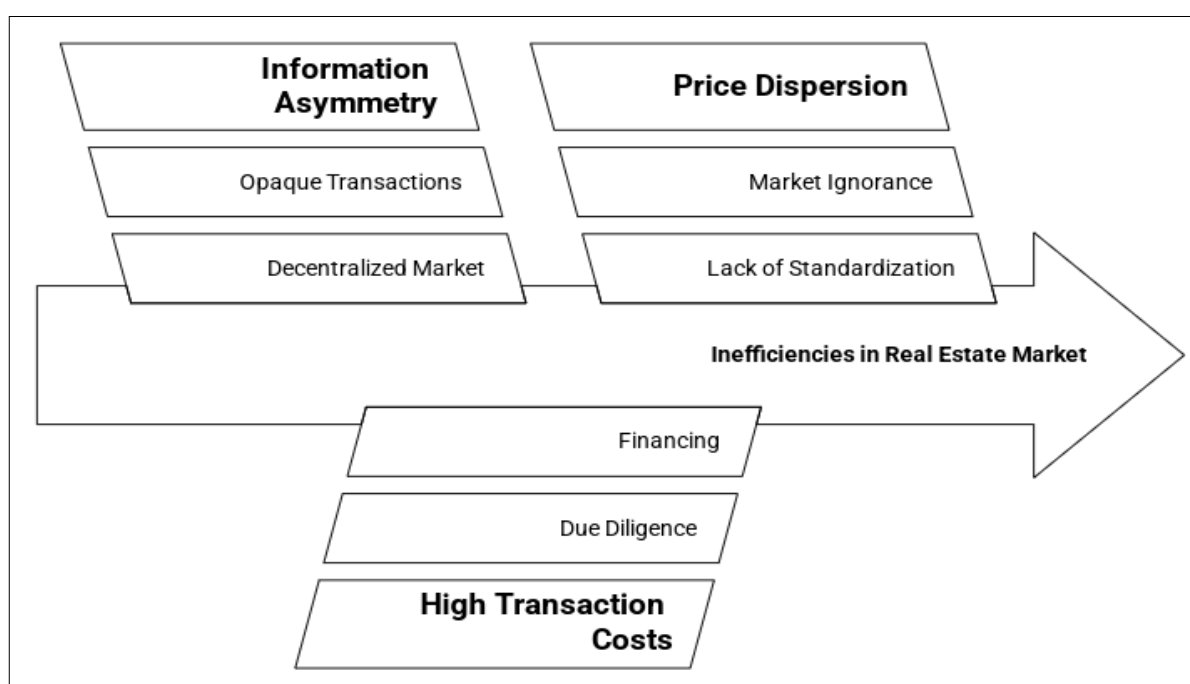 Information
Asymmetry
Opaque Transactions
Decentralized Market
Price Dispersion
Market Ignorance
Lack of Standardization
Inefficiencies in Real Estate Market
Financing
Due Diligence
High Transaction
Costs